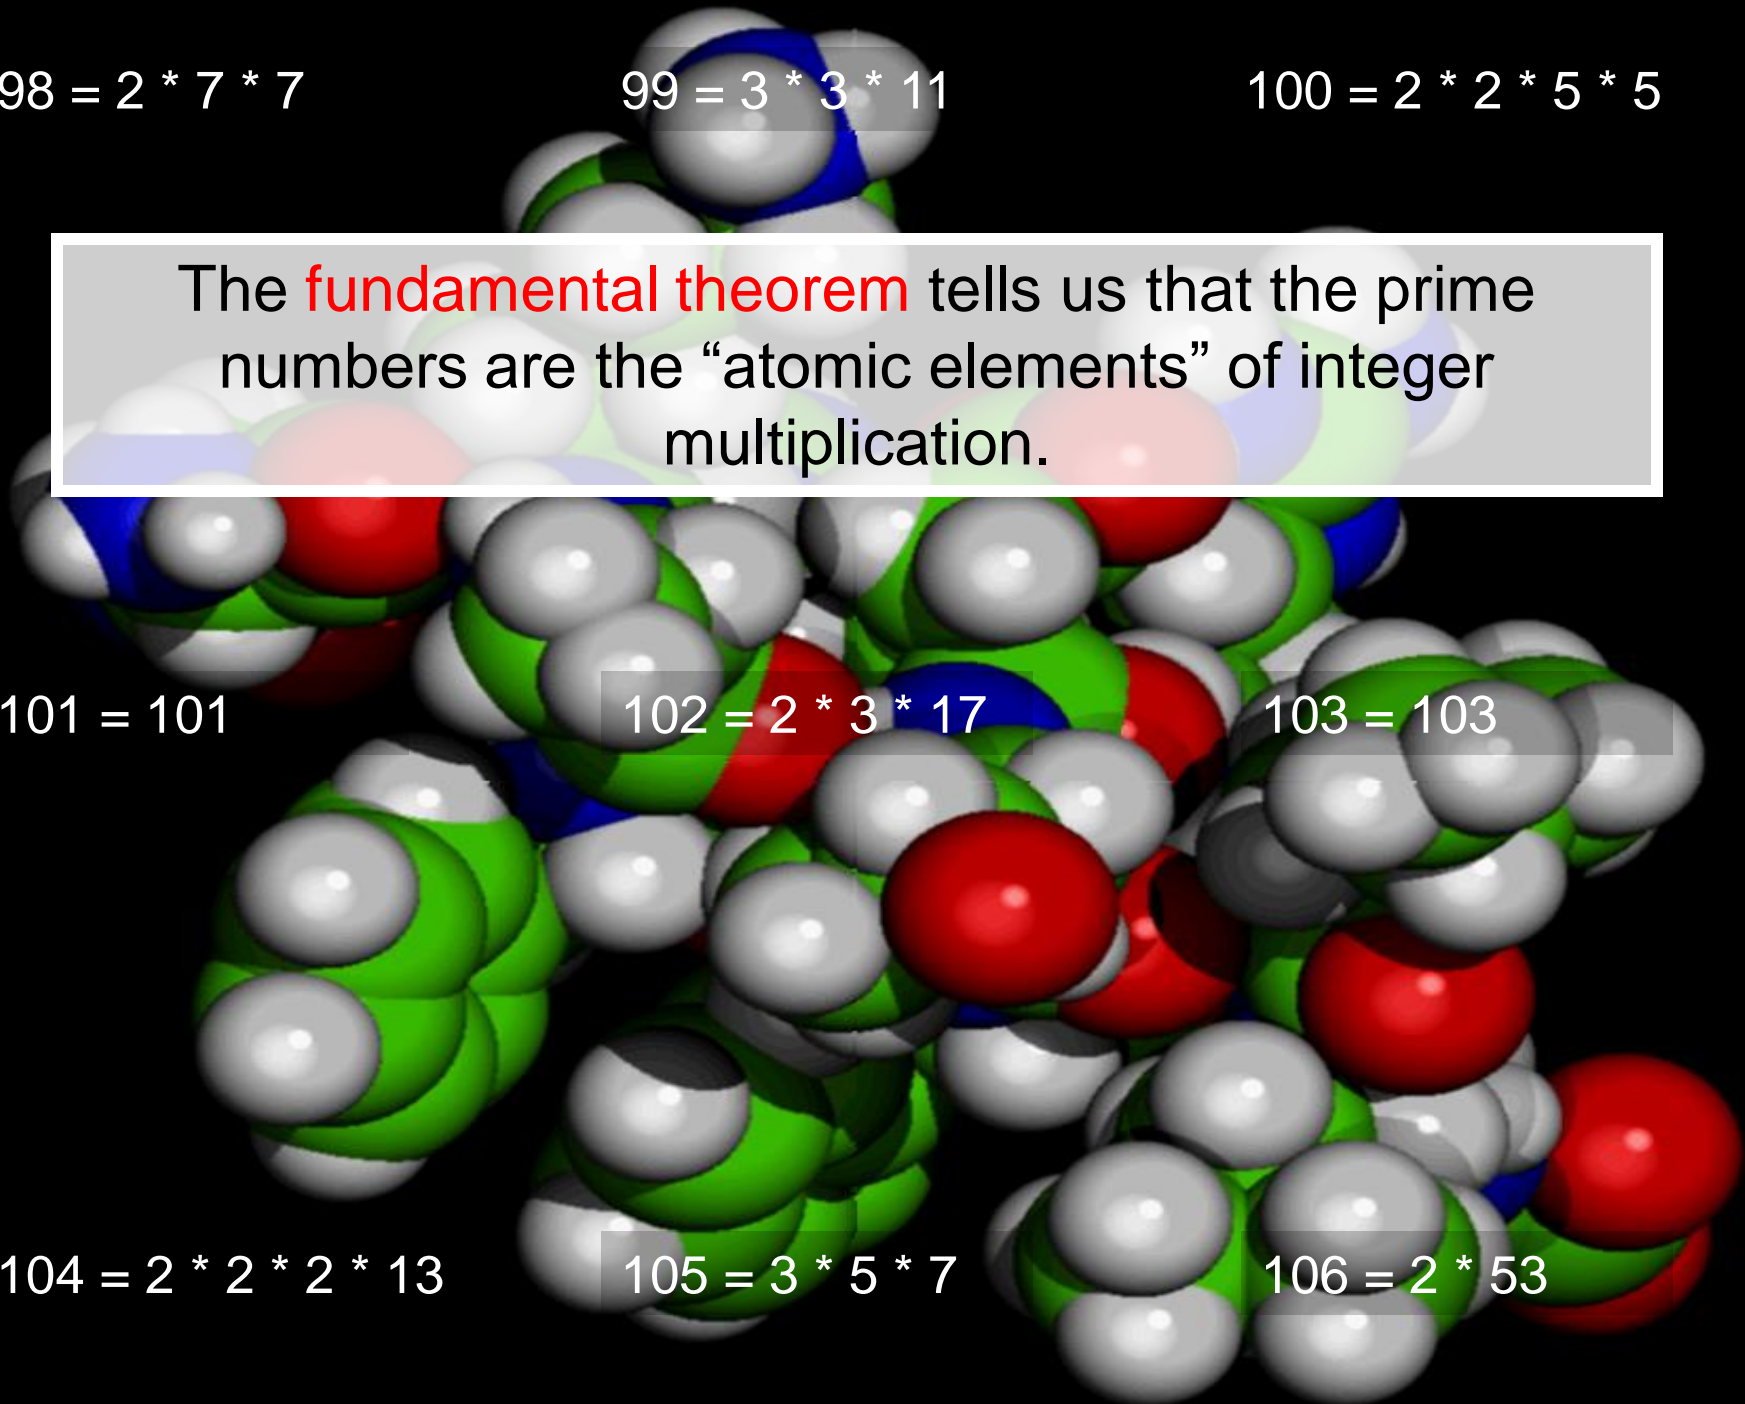 98 = 2 * 7 * 7
99 = 3 * 3 * 11
100 = 2 * 2 * 5 * 5
The fundamental theorem tells us that the prime
numbers are the “atomic elements” of integer
multiplication.
101 = 101
102 = 2 * 3 * 17
103 = 103
104 = 2 * 2 * 2 * 13
105 = 3 * 5 * 7
106 = 2 * 53